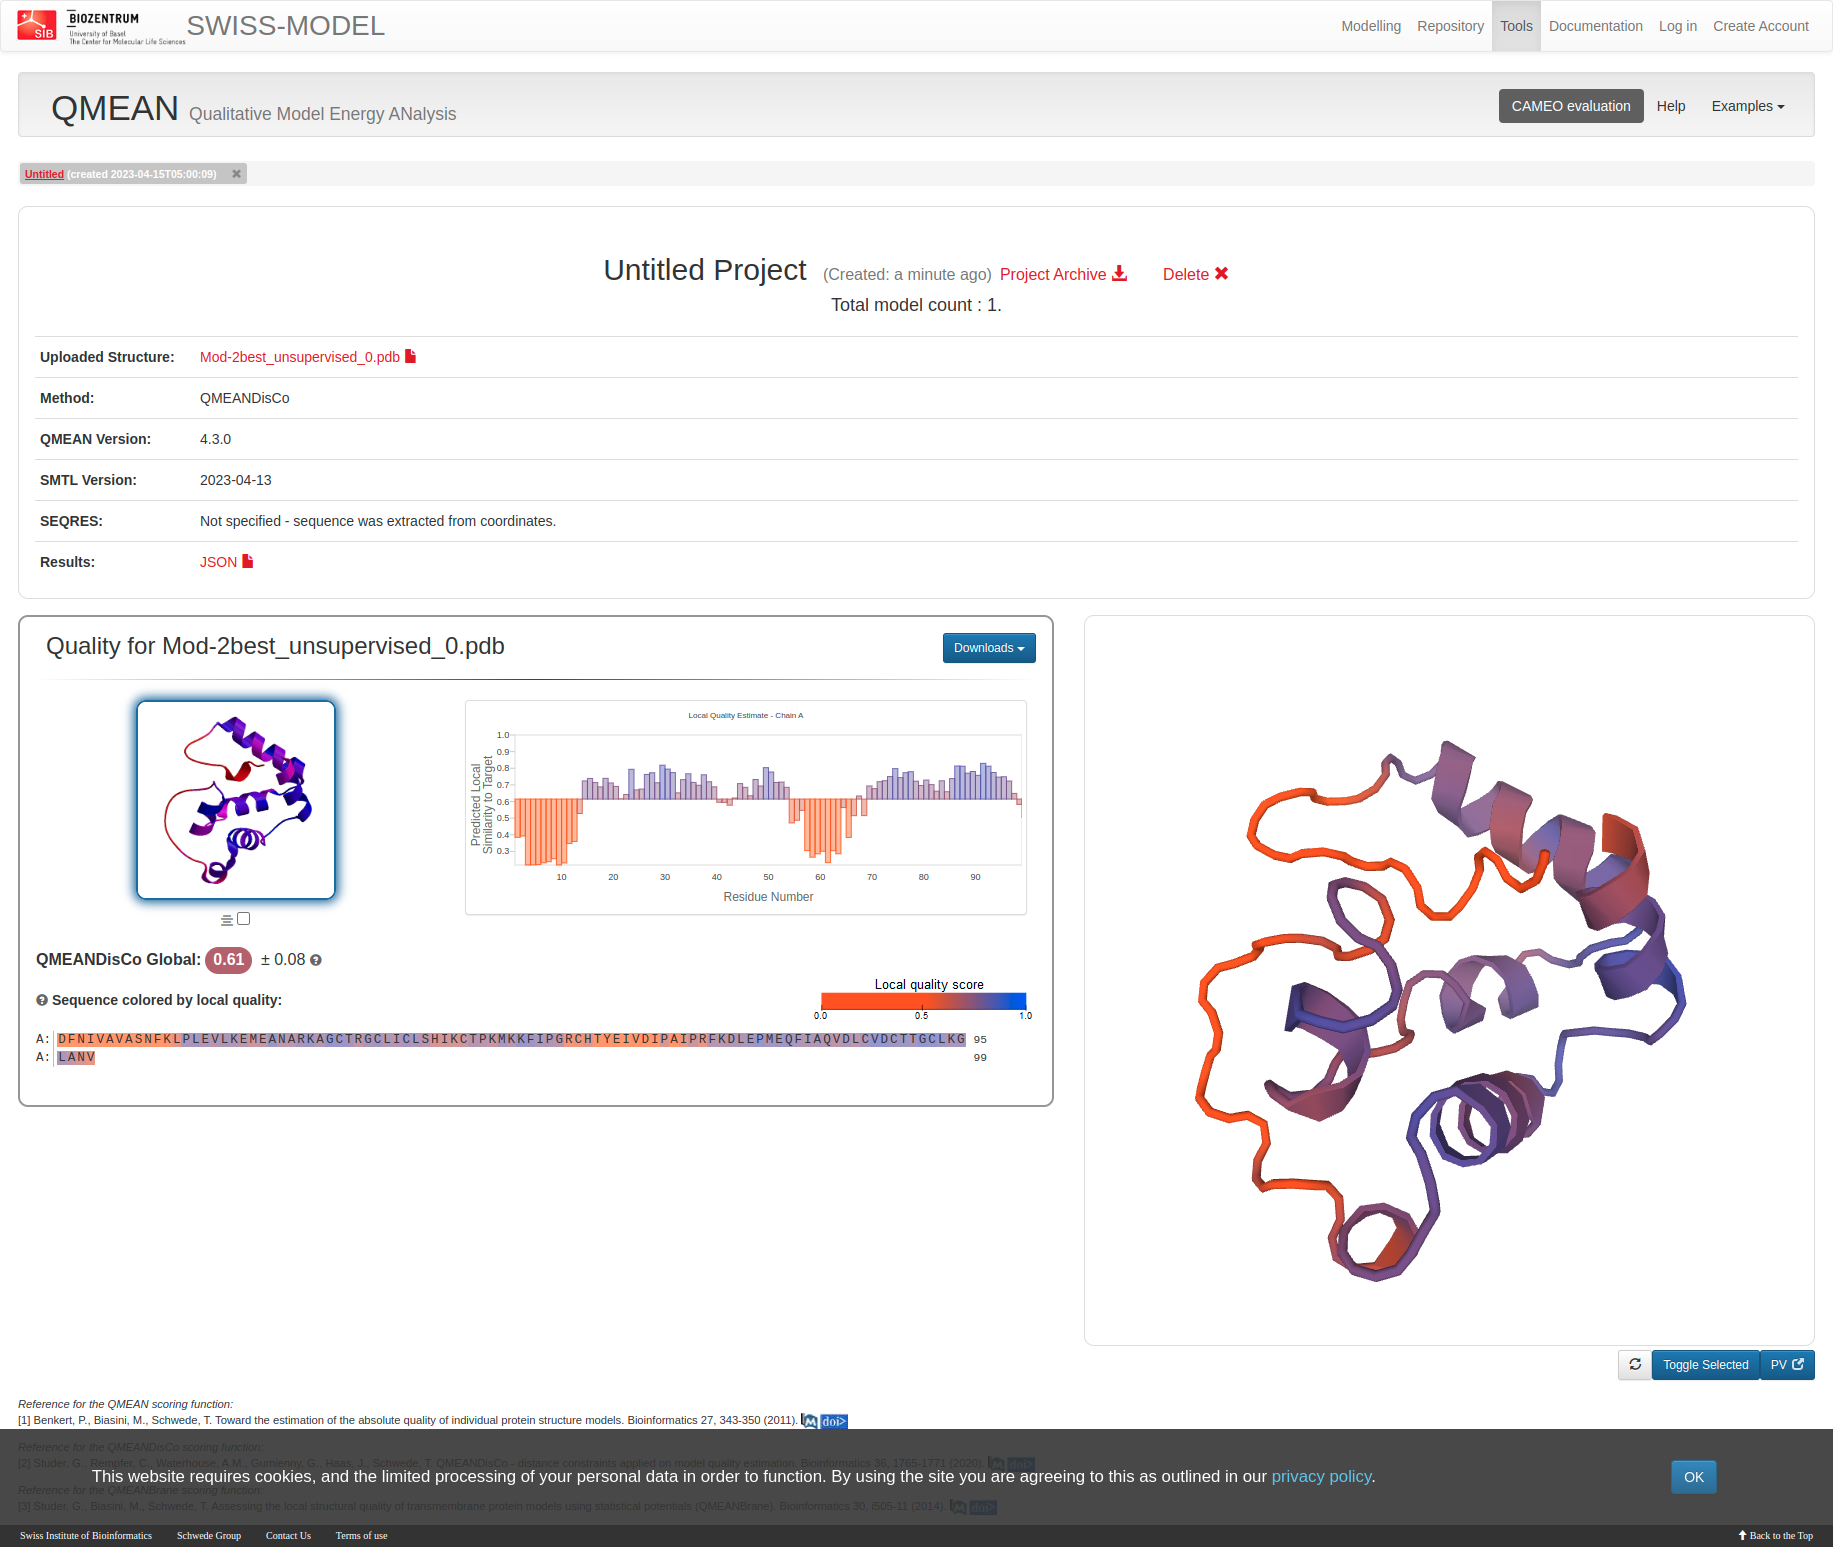 SIB
BIOZENTRUM
University of Basel
The Center for Molecular Life Sciences
SWISS-MODEL
Modelling Repository Tools Documentation Log in Create Account
QMEAN Qualitative Model Energy ANalysis
CAMEO evaluation Help Examples
Untitled (created 2023-04-15T05:00:09)
Untitled Project (Created: a minute ago) Project Archive Delete
Total model count : 1.
Uploaded Structure: Mod-2best_unsupervised_0.pdb
Method: QMEANDisCo
QMEAN Version: 4.3.0
SMTL Version: 2023-04-13
SEQRES: Not specified - sequence was extracted from coordinates.
Results: JSON
Quality for Mod-2best_unsupervised_0.pdb
Downloads
Local Quality Estimate - Chain A
Predicted Local
Similarity to Target
1.0
0.9
0.8
0.7
0.6
0.5
0.4
0.3
10 20 30 40 50 60 70 80 90
Residue Number
QMEANDisCo Global: 0.61 ± 0.08
Sequence colored by local quality:
Local quality score
0.0 0.5 1.0
A: DFNIVAVASNFKLPLEVLKEMEANARKAGCTRGCLICLSHIKCTPKMKKFIPGRCHTYEIVDIPAIPRFKDLEPMEQFIAQVDLCVDCTTGCLKG 95
A: LANV 99
Toggle Selected PV
Reference for the QMEAN scoring function:
[1] Benkert, P., Biasini, M., Schwede, T. Toward the estimation of the absolute quality of individual protein structure models. Bioinformatics 27, 343-350 (2011). M doi>
Reference for the QMEANDisCo scoring function:
[2] Studer, G., Rempfer, C., Waterhouse, A.M., Gumienny, G., Haas, J., Schwede, T. QMEANDisCo - distance constraints applied on model quality estimation. Bioinformatics 36, 1765-1771 (2020). M doi>
This website requires cookies, and the limited processing of your personal data in order to function. By using the site you are agreeing to this as outlined in our privacy policy.
OK
Reference for the QMEANBrane scoring function:
[3] Studer, G., Biasini, M., Schwede, T. Assessing the local structural quality of transmembrane protein models using statistical potentials (QMEANBrane). Bioinformatics 30, i505-11 (2014). M doi>
Swiss Institute of Bioinformatics Schwede Group Contact Us Terms of use
Back to the Top